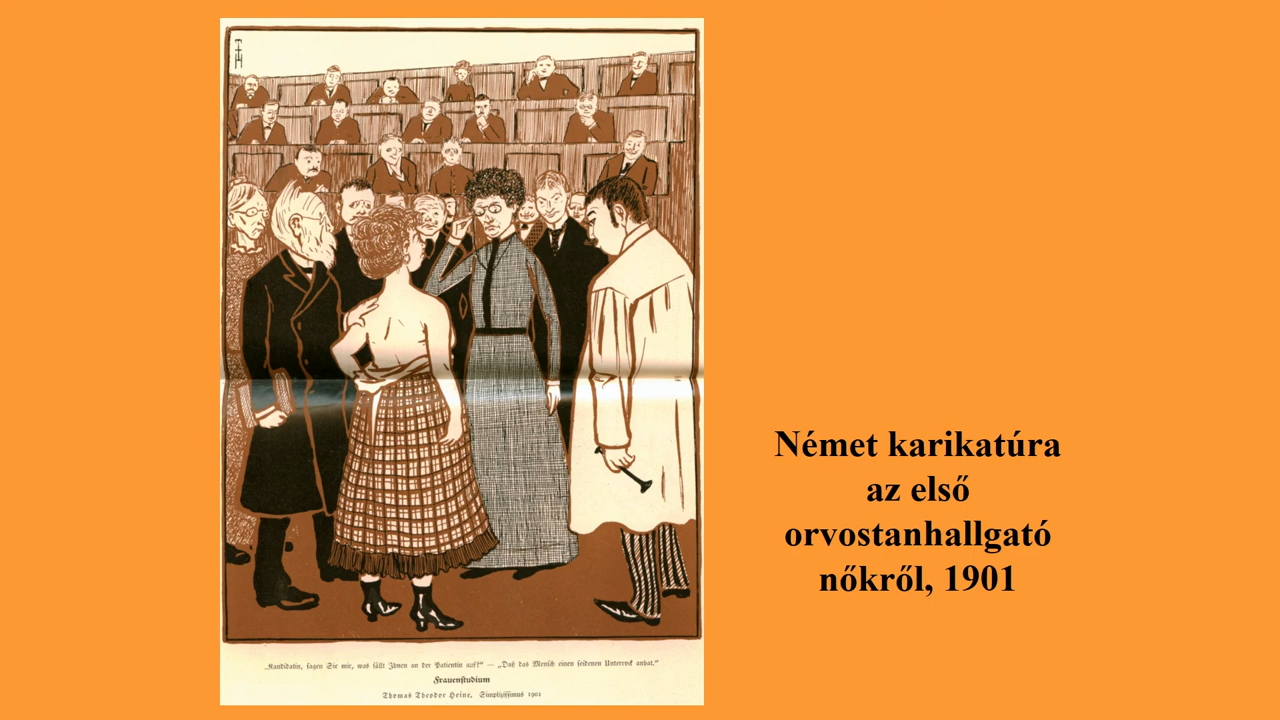 „Kandidatin, sagen Sie mir, was fällt Ihnen an der Patientin auf?“ — „Daß das Mensch einen seidenen Unterrock anhat.“
Frauenstudium
Thomas Theodor Heine, Simplizissimus 1901
Német karikatúra
az első
orvostanhallgató
nőkről, 1901